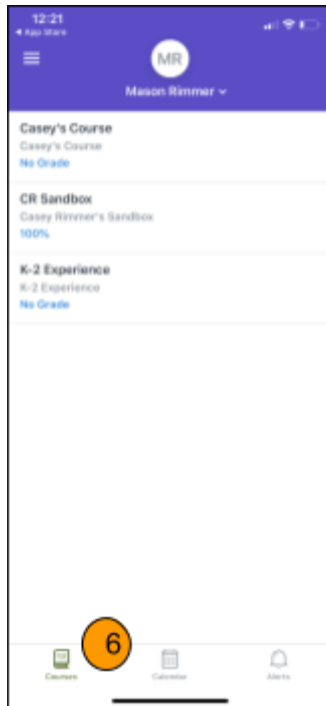 12:21
◀ App Store
MR
Mason Rimmer
Casey's Course
Casey's Course
No Grade
CR Sandbox
Casey Rimmer's Sandbox
100%
K-2 Experience
K-2 Experience
No Grade
6
Courses
Calendar
Alerts